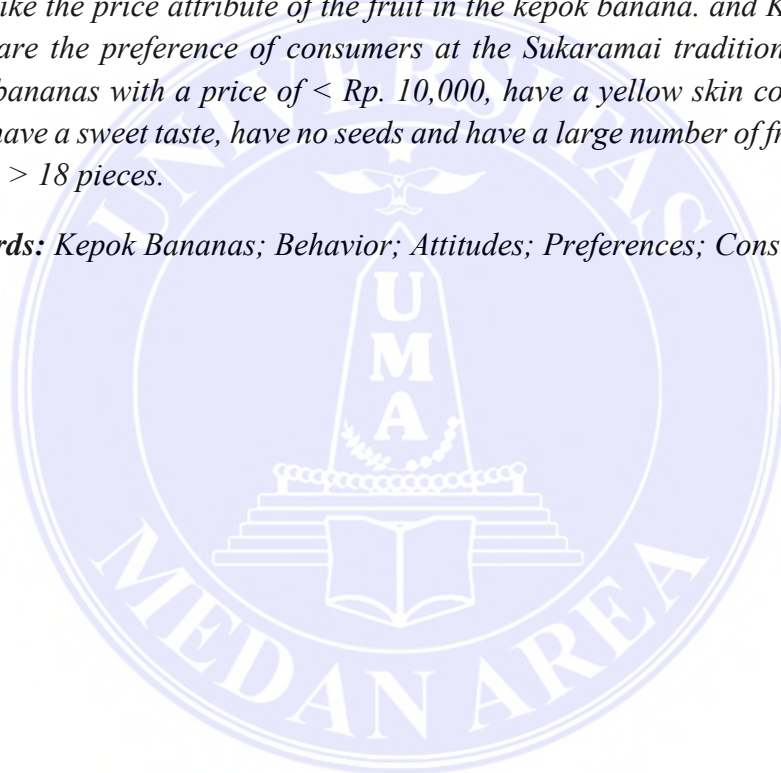 ike the price attribute of the fruit in the kepok banana. and K
are the preference of consumers at the Sukaramai tradition
bananas with a price of < Rp. 10,000, have a yellow skin co
have a sweet taste, have no seeds and have a large number of fr
> 18 pieces.
rds: Kepok Bananas; Behavior; Attitudes; Preferences; Cons
UNIVERSITAS
UMA
MEDAN AREA